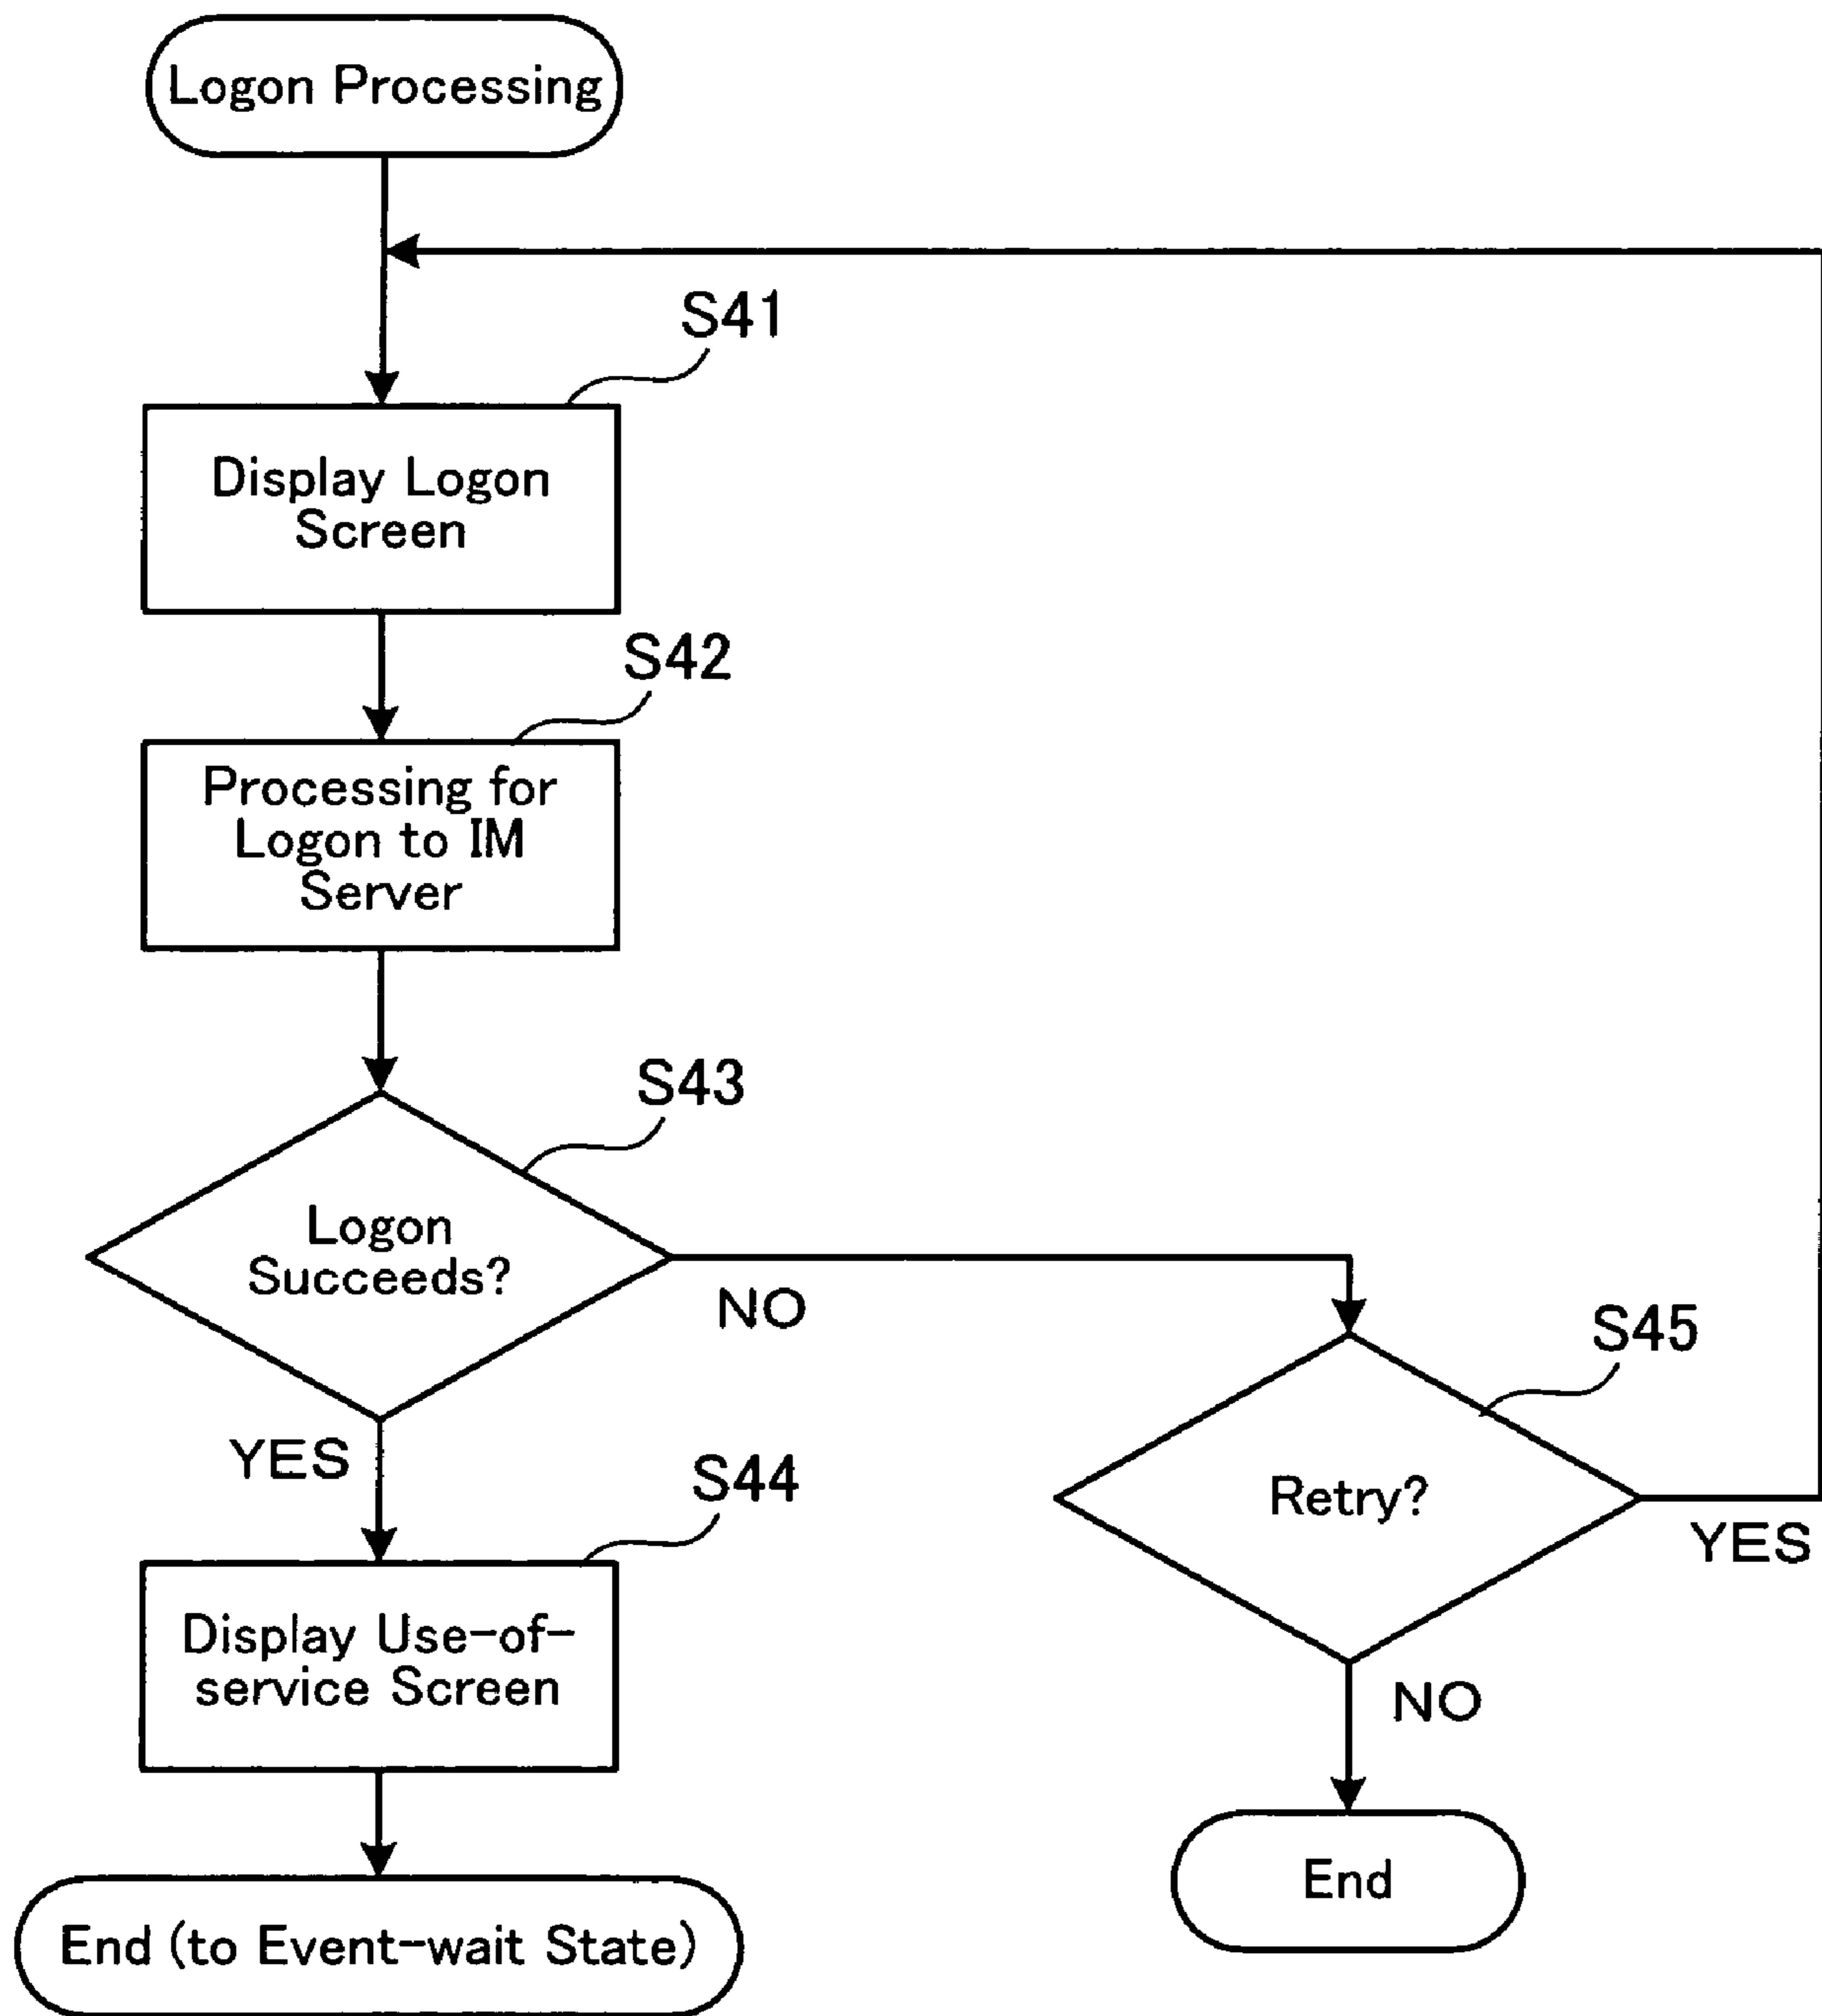 Logon Processing
S41
Display Logon
Screen
S42
Processing for
Logon to IM
Server
S43
Logon
Succeeds?
NO
S45
YES
S44
Retry?
YES
Display Use-of-
service Screen
NO
End
End (to Event-wait State)